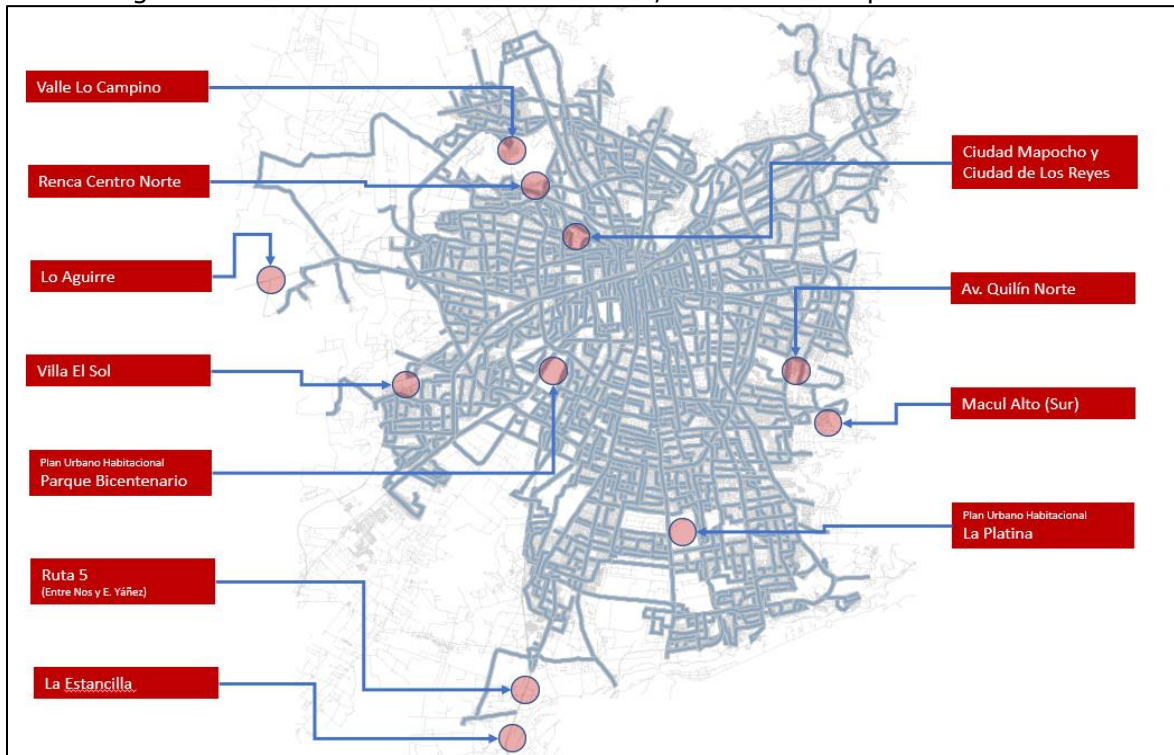 Valle Lo Campino
Renca Centro Norte
Lo Aguirre
Villa El Sol
Plan Urbano Habitacional
Parque Bicentenario
Ruta 5
(Entre Nos y E. Yáñez)
La Estancilla
Ciudad Mapocho y
Ciudad de Los Reyes
Av. Quilín Norte
Macul Alto (Sur)
Plan Urbano Habitacional
La Platina